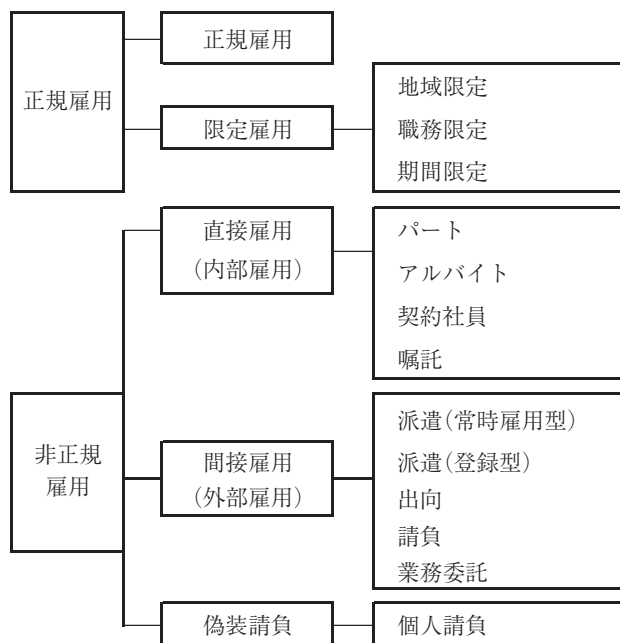 正規雇用
正規雇用
限定雇用
地域限定
職務限定
期間限定
非正規
雇用
直接雇用
（内部雇用）
パート
アルバイト
契約社員
嘱託
間接雇用
（外部雇用）
派遣（常時雇用型）
派遣（登録型）
出向
請負
業務委託
偽装請負
個人請負